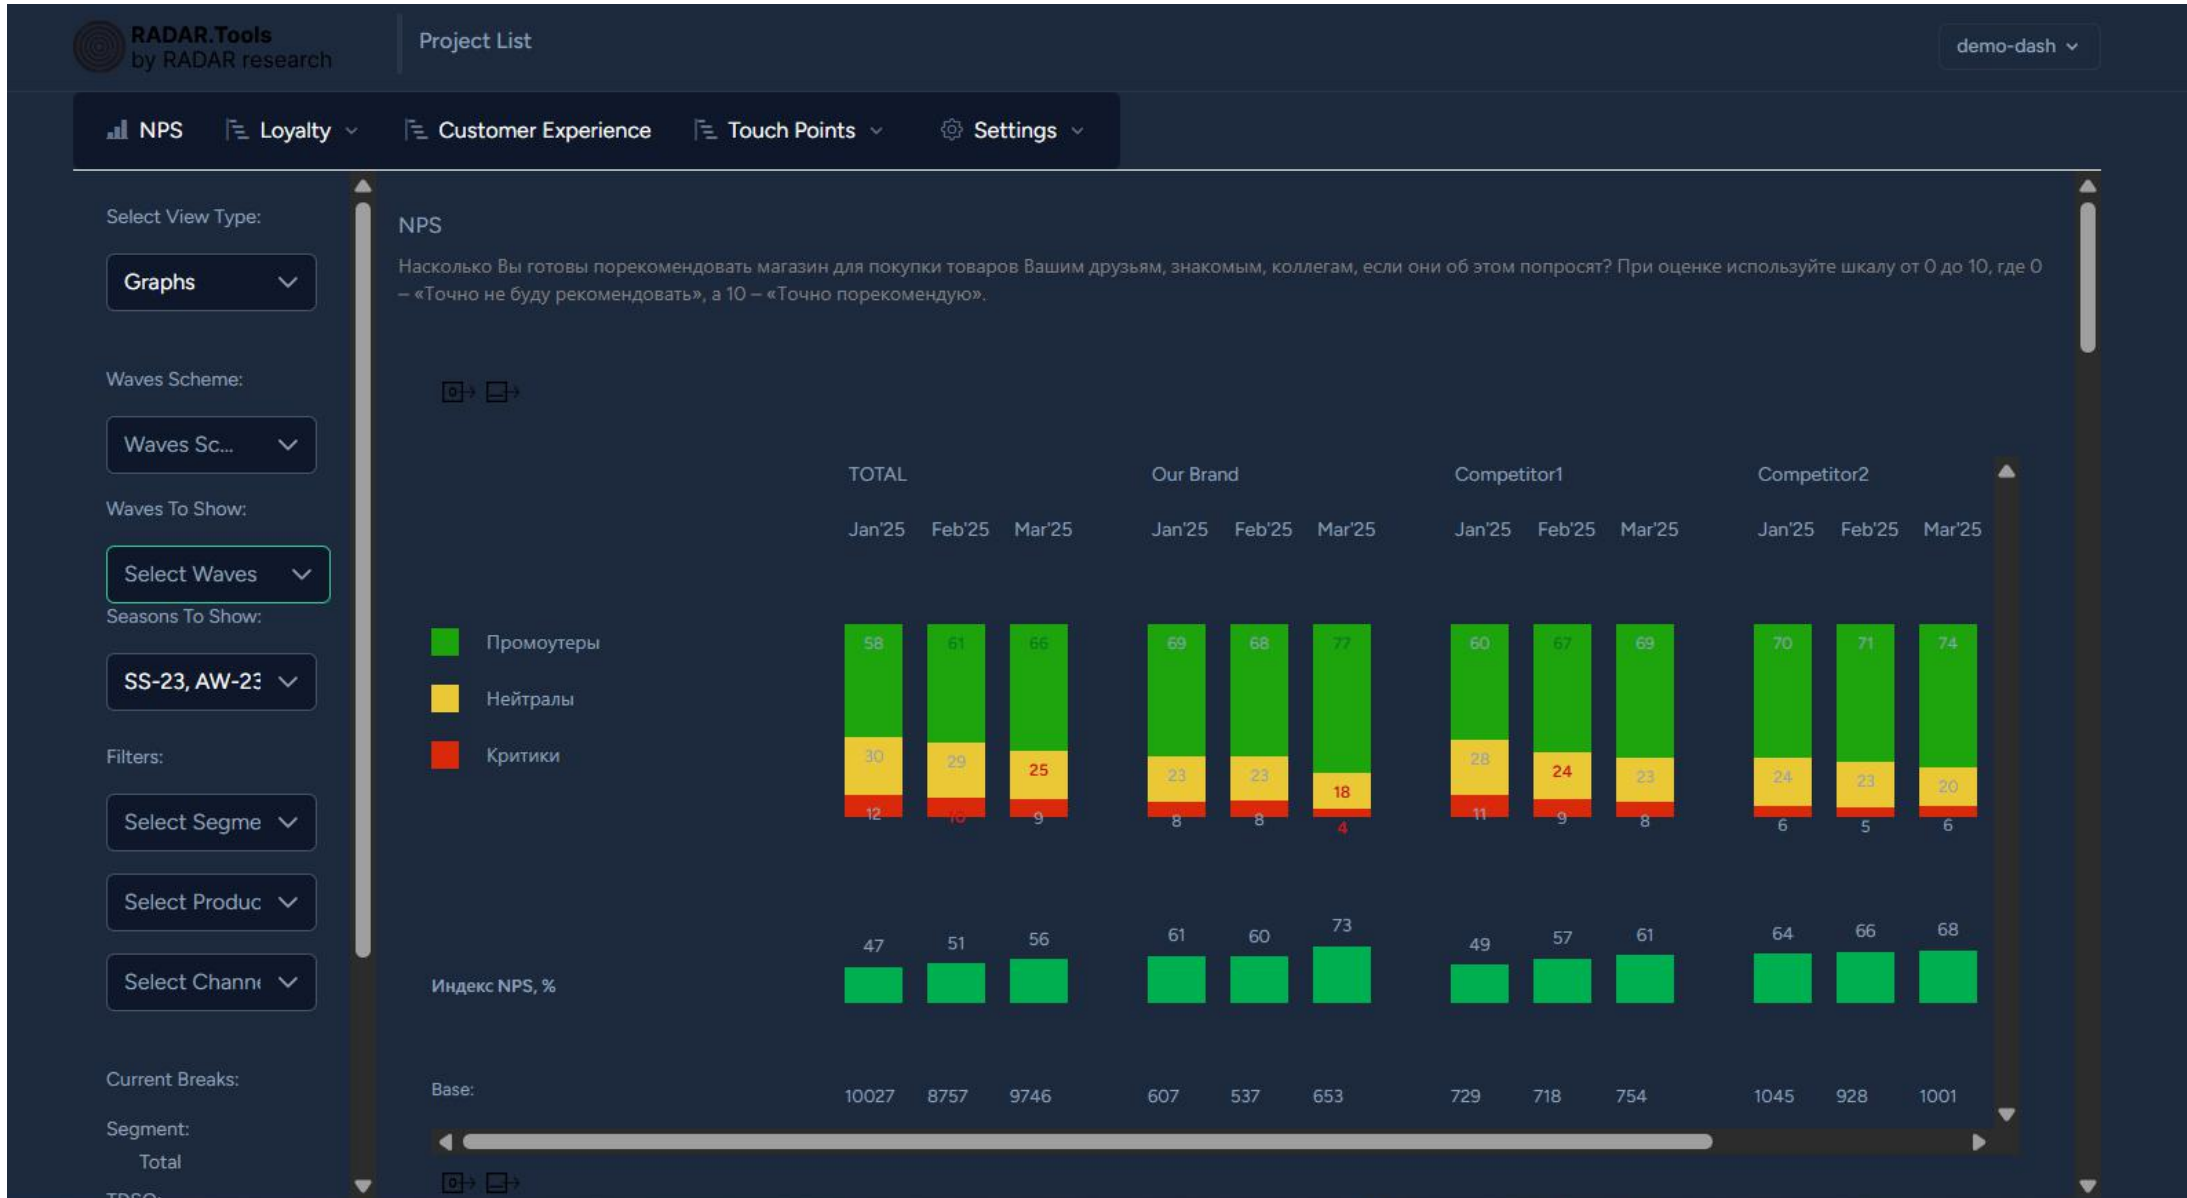 RADAR.Tools
by RADAR research
Project List
demo-dash
NPS Loyalty Customer Experience Touch Points Settings
Select View Type:
Graphs
Waves Scheme:
Waves Sc...
Waves To Show:
Select Waves
Seasons To Show:
SS-23, AW-23
Filters:
Select Segme
Select Produc
Select Channe
Current Breaks:
Segment:
Total
NPS
Насколько Вы готовы порекомендовать магазин для покупки товаров Вашим друзьям, знакомым, коллегам, если они об этом попросят? При оценке используйте шкалу от 0 до 10, где 0
– «Точно не буду рекомендовать», а 10 – «Точно порекомендую».
TOTAL Our Brand Competitor1 Competitor2
Jan'25 Feb'25 Mar'25 Jan'25 Feb'25 Mar'25 Jan'25 Feb'25 Mar'25 Jan'25 Feb'25 Mar'25
Промоутеры 58 61 66 69 68 77 60 67 69 70 71 74
Нейтралы
Критики
30 29 25 23 23 18 28 24 23 24 23 20
12 10 9 8 8 4 11 9 8 6 5 6
47 51 56 61 60 73 49 57 61 64 66 68
Индекс NPS, %
Base: 10027 8757 9746 607 537 653 729 718 754 1045 928 1001